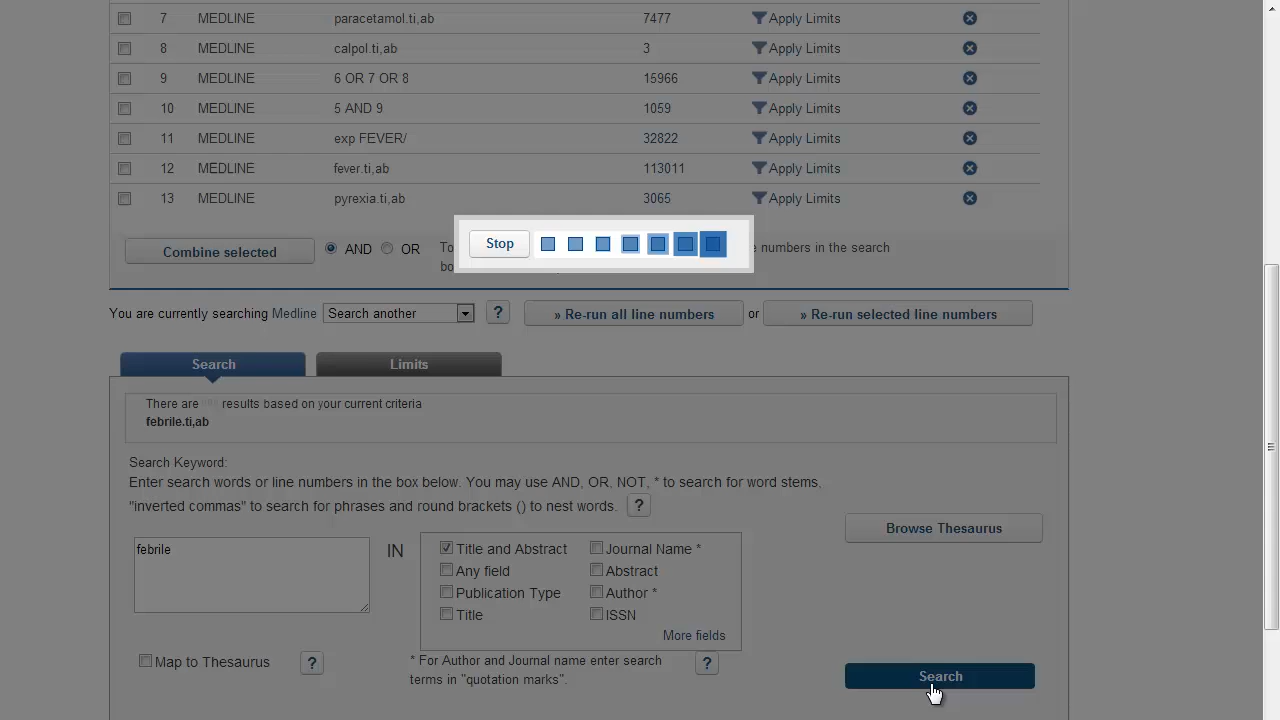 7 MEDLINE paracetamol.ti,ab 7477 Apply Limits
8 MEDLINE calpol.ti,ab 3 Apply Limits
9 MEDLINE 6 OR 7 OR 8 15966 Apply Limits
10 MEDLINE 5 AND 9 1059 Apply Limits
11 MEDLINE exp FEVER/ 32822 Apply Limits
12 MEDLINE fever.ti,ab 113011 Apply Limits
13 MEDLINE pyrexia.ti,ab 3065 Apply Limits
Stop
Combine selected AND OR To numbers in the search
You are currently searching Medline Search another ? » Re-run all line numbers or » Re-run selected line numbers
Search Limits
There are results based on your current criteria
febrile.ti,ab
Search Keyword:
Enter search words or line numbers in the box below. You may use AND, OR. NOT, * to search for word stems,
"inverted commas" to search for phrases and round brackets () to nest words. ?
Browse Thesaurus
febrile IN Title and Abstract Journal Name *
Any field Abstract
Publication Type Author *
Title ISSN
More fields
Map to Thesaurus ? * For Author and Journal name enter search ?
terms in "quotation marks".
Search